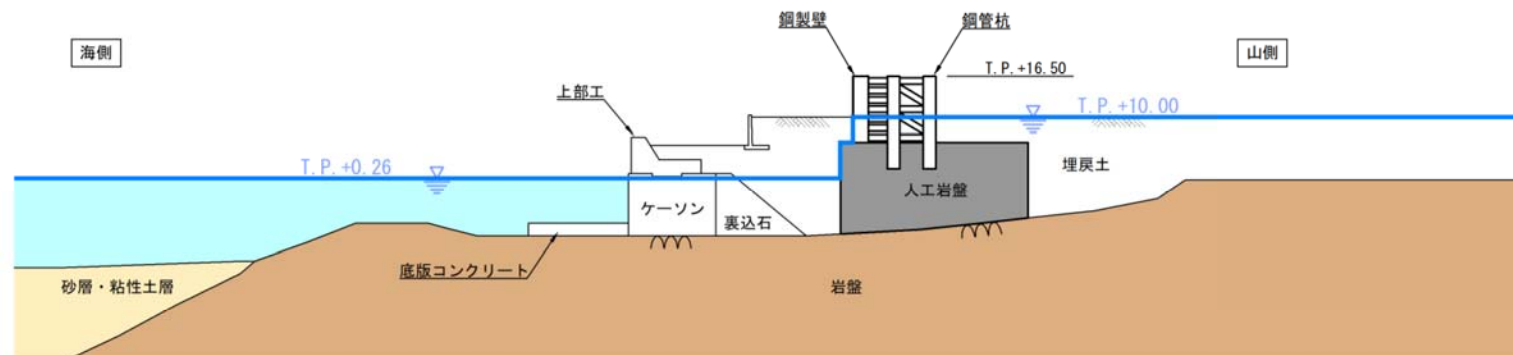 鋼製壁
鋼管杭
海側
山側
T.P.+16.50
上部工
T.P.+10.00
T.P.+0.26
埋戻土
人工岩盤
ケーソン
裏込石
底版コンクリート
砂層・粘性土層
岩盤